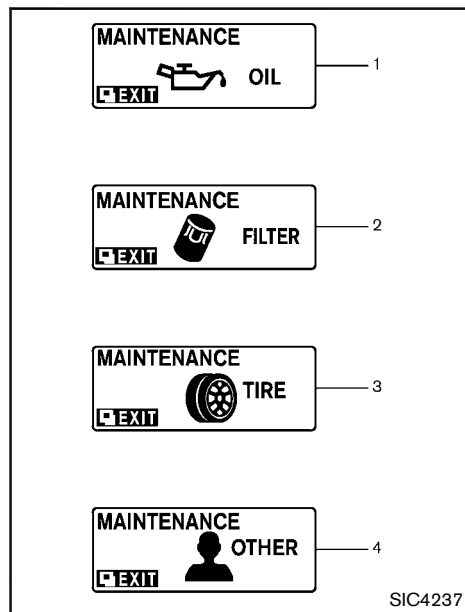 MAINTENANCE
OIL
EXIT
1
MAINTENANCE
FILTER
EXIT
2
MAINTENANCE
TIRE
EXIT
3
MAINTENANCE
OTHER
EXIT
4
SIC4237